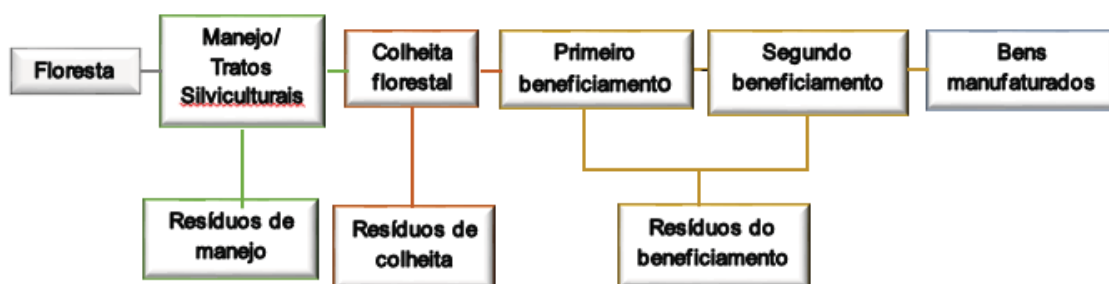 Floresta
Manejo/
Tratos
Silviculturais
Colheita
florestal
Primeiro
beneficiamento
Segundo
beneficiamento
Bens
manufaturados
Resíduos de
manejo
Resíduos de
colheita
Resíduos do
beneficiamento